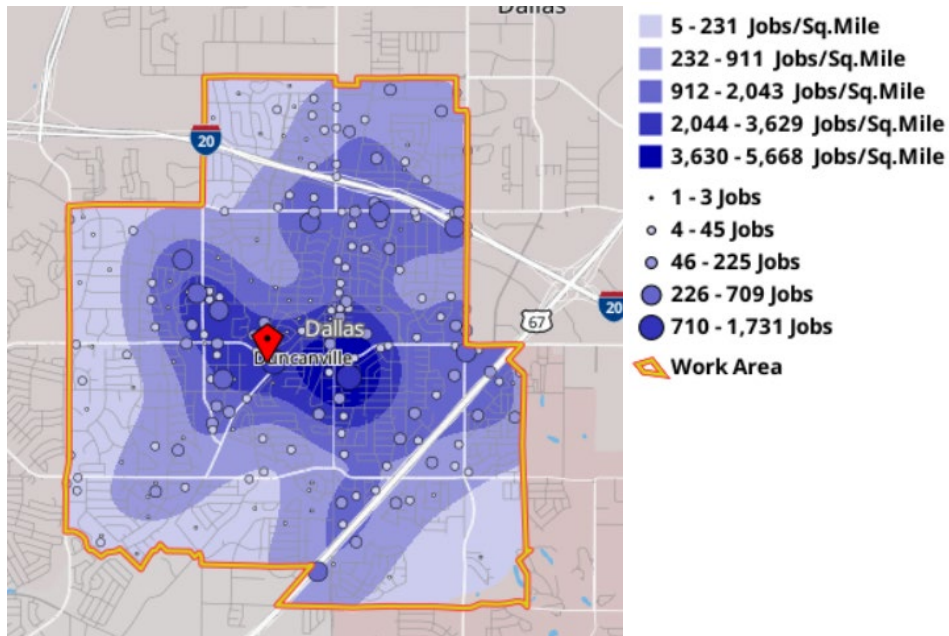 Dallas
20
Dallas
Duncanville
67
20
5 - 231 Jobs/Sq.Mile
232 - 911 Jobs/Sq.Mile
912 - 2,043 Jobs/Sq.Mile
2,044 - 3,629 Jobs/Sq.Mile
3,630 - 5,668 Jobs/Sq.Mile
1 - 3 Jobs
4 - 45 Jobs
46 - 225 Jobs
226 - 709 Jobs
710 - 1,731 Jobs
Work Area